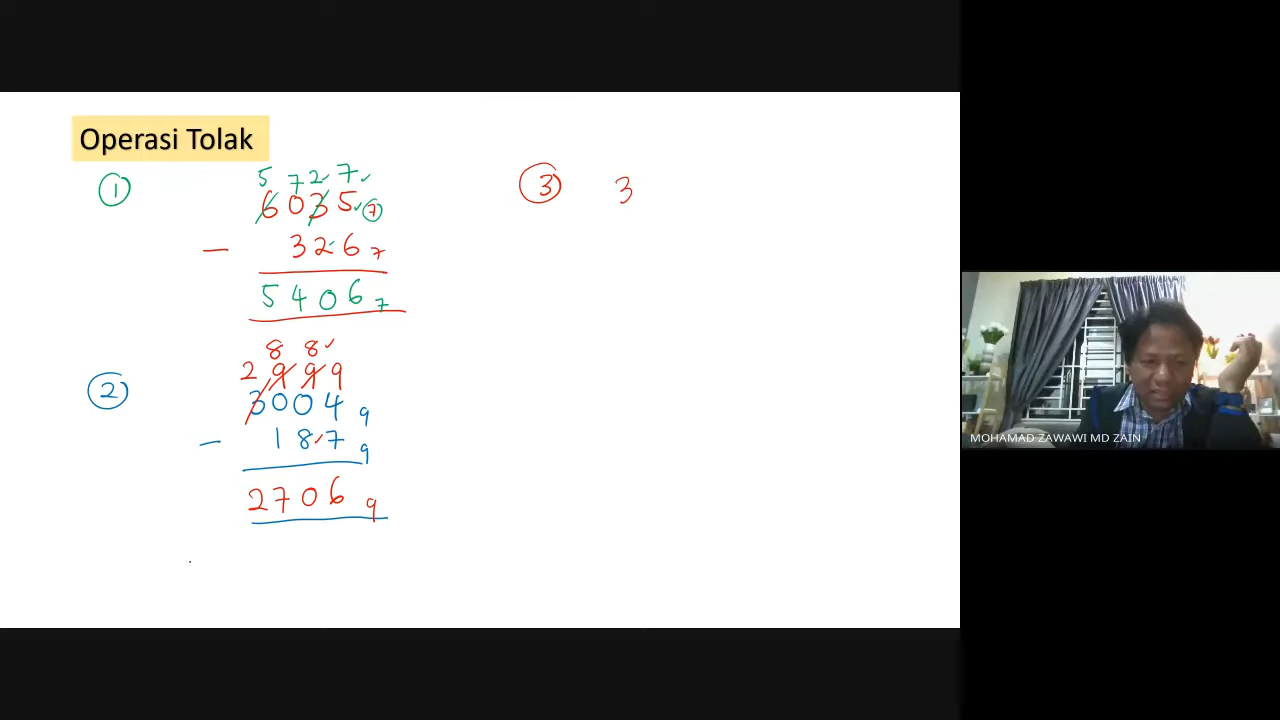 Operasi Tolak
① 5 7 2 7
6 0 3 5 ⑦
− 3 2 6 7
5 4 0 6 7
8 8
2 9 9 9
② 3 0 0 4 9
− 1 8 7 9
2 7 0 6 9
③ 3
MOHAMAD ZAWAWI MD ZAIN